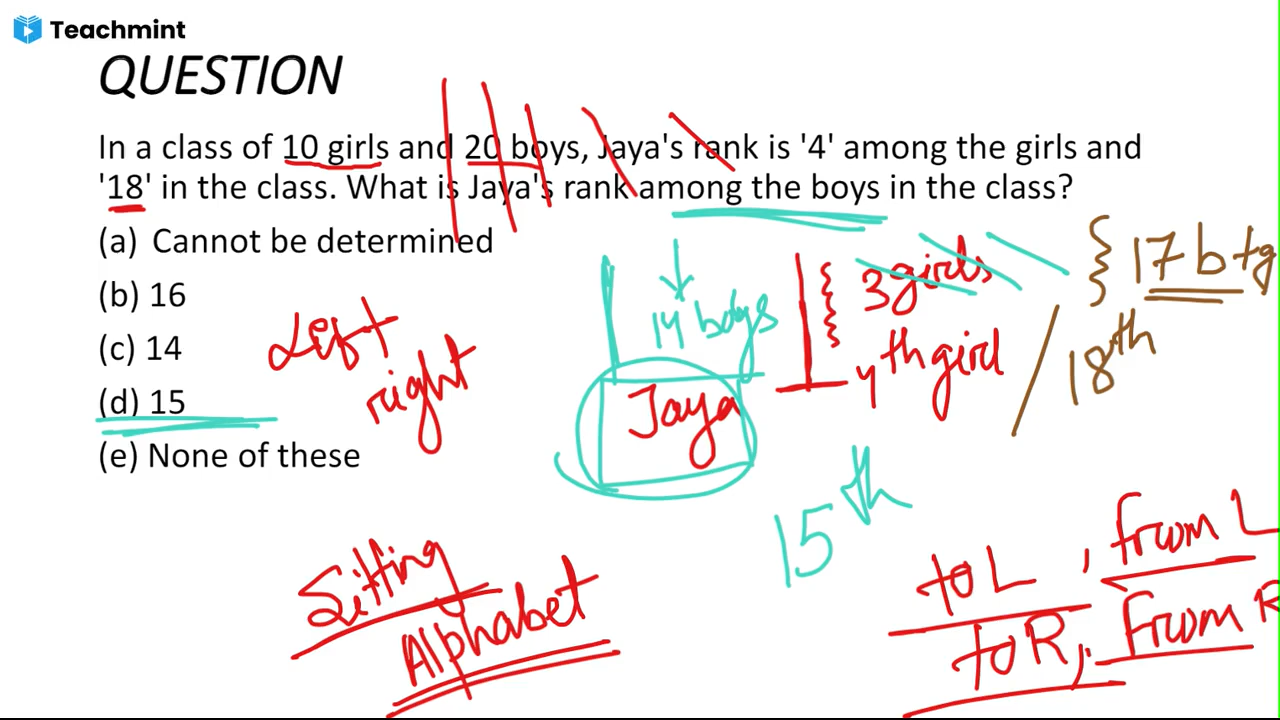 Teachmint
QUESTION
In a class of 10 girls and 20 boys, Jaya's rank is '4' among the girls and
'18' in the class. What is Jaya's rank among the boys in the class?
(a) Cannot be determined
(b) 16
(c) 14
(d) 15
(e) None of these
Left
right
14 boys
Jaya
3 girls
4th girl
17 b+g
18th
15th
Sitting
Alphabet
to L, from L
to R, From R